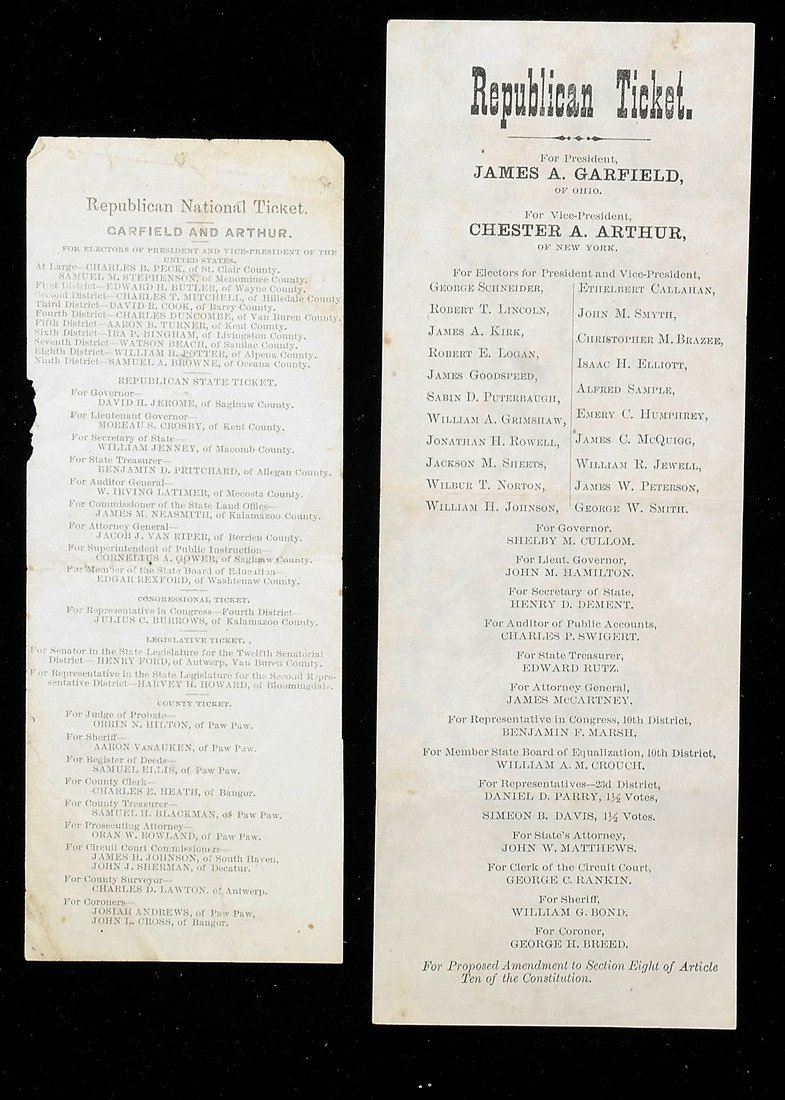 Republican National Ticket.
GARFIELD AND ARTHUR.
FOR ELECTORS OF PRESIDENT AND VICE-PRESIDENT OF THE
UNITED STATES.
At Large—CHARLES B. PECK, of St. Clair County.
SAMUEL M. STEPHENSON, of Menominee County.
First District—EDWARD H. BUTLER, of Wayne County.
Second District—CHARLES T. MITCHELL, of Hillsdale County
Third District—DAVID R. COOK, of Barry County.
Fourth District—CHARLES DUNCOMBE, of Van Buren County.
Fifth District—AARON B. TURNER, of Kent County.
Sixth District—IRA P. BINGHAM, of Livingston County.
Seventh District—WATSON BEACH, of Sanilac County.
Eighth District—WILLIAM H. POTTER, of Alpena County.
Ninth District—SAMUEL A. BROWNE, of Oceana County.
REPUBLICAN STATE TICKET.
For Governor—
DAVID H. JEROME, of Saginaw County.
For Lieutenant Governor—
MOREAU S. CROSBY, of Kent County.
For Secretary of State—
WILLIAM JENNEY, of Macomb County.
For State Treasurer—
BENJAMIN D. PRITCHARD, of Allegan County.
For Auditor General—
W. IRVING LATIMER, of Mecosta County.
For Commissioner of the State Land Office—
JAMES M. NEASMITH, of Kalamazoo County.
For Attorney General—
JACOB J. VAN RIPER, of Berrien County.
For Superintendent of Public Instruction—
CORNELIUS A. GOWER, of Saginaw County.
For Member of the State Board of Education—
EDGAR REXFORD, of Washtenaw County.
CONGRESSIONAL TICKET.
For Representative in Congress—Fourth District—
JULIUS C. BURROWS, of Kalamazoo County.
LEGISLATIVE TICKET.
For Senator in the State Legislature for the Twelfth Senatorial
District—HENRY FORD, of Antwerp, Van Buren County.
For Representative in the State Legislature for the Second Repre-
sentative District—HARVEY H. HOWARD, of Bloomingdale.
COUNTY TICKET.
For Judge of Probate—
ORRIN N. HILTON, of Paw Paw.
For Sheriff—
AARON VANAUKEN, of Paw Paw.
For Register of Deeds—
SAMUEL ELLIS, of Paw Paw.
For County Clerk—
CHARLES E. HEATH, of Bangor.
For County Treasurer—
SAMUEL H. BLACKMAN, of Paw Paw.
For Prosecuting Attorney—
ORAN W. ROWLAND, of Paw Paw.
For Circuit Court Commissioners—
JAMES H. JOHNSON, of South Haven,
JOHN J. SHERMAN, of Decatur.
For County Surveyor—
CHARLES D. LAWTON, of Antwerp.
For Coroners—
JOSIAH ANDREWS, of Paw Paw,
JOHN L. CROSS, of Bangor.
Republican Ticket.
For President,
JAMES A. GARFIELD,
OF OHIO.
For Vice-President,
CHESTER A. ARTHUR,
OF NEW YORK.
For Electors for President and Vice-President,
GEORGE SCHNEIDER,
ROBERT T. LINCOLN,
JAMES A. KIRK,
ROBERT E. LOGAN,
JAMES GOODSPEED,
SABIN D. PUTERBAUGH,
WILLIAM A. GRIMSHAW,
JONATHAN H. ROWELL,
JACKSON M. SHEETS,
WILBUR T. NORTON,
WILLIAM H. JOHNSON,
ETHELBERT CALLAHAN,
JOHN M. SMYTH,
CHRISTOPHER M. BRAZEE,
ISAAC H. ELLIOTT,
ALFRED SAMPLE,
EMERY C. HUMPHREY,
JAMES C. MCQUIGG,
WILLIAM R. JEWELL,
JAMES W. PETERSON,
GEORGE W. SMITH.
For Governor,
SHELBY M. CULLOM.
For Lieut. Governor,
JOHN M. HAMILTON.
For Secretary of State,
HENRY D. DEMENT.
For Auditor of Public Accounts,
CHARLES P. SWIGERT.
For State Treasurer,
EDWARD RUTZ.
For Attorney General,
JAMES McCARTNEY.
For Representative in Congress, 10th District,
BENJAMIN F. MARSH.
For Member State Board of Equalization, 10th District,
WILLIAM A. M. CROUCH.
For Representatives—23d District,
DANIEL D. PARRY, 1½ Votes,
SIMEON B. DAVIS, 1½ Votes.
For State's Attorney,
JOHN W. MATTHEWS.
For Clerk of the Circuit Court,
GEORGE C. RANKIN.
For Sheriff,
WILLIAM G. BOND.
For Coroner,
GEORGE H. BREED.
For Proposed Amendment to Section Eight of Article
Ten of the Constitution.